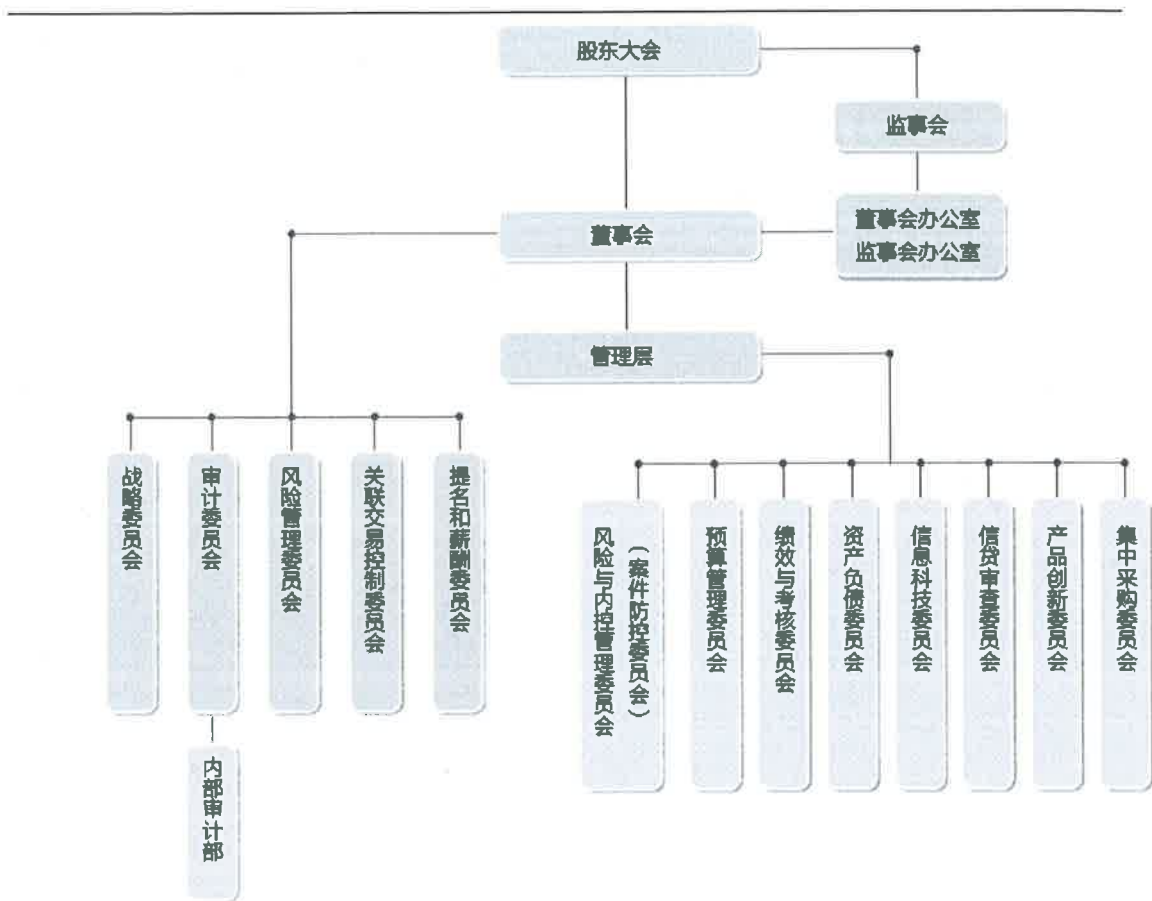 股东大会
监事会
董事会
董事会办公室
监事会办公室
管理层
战略委员会
审计委员会
风险管理委员会
关联交易控制委员会
提名和薪酬委员会
风险与内控管理委员会
（案件防控委员会）
预算管理委员会
绩效与考核委员会
资产负债委员会
信息科技委员会
信贷审查委员会
产品创新委员会
集中采购委员会
内部审计部